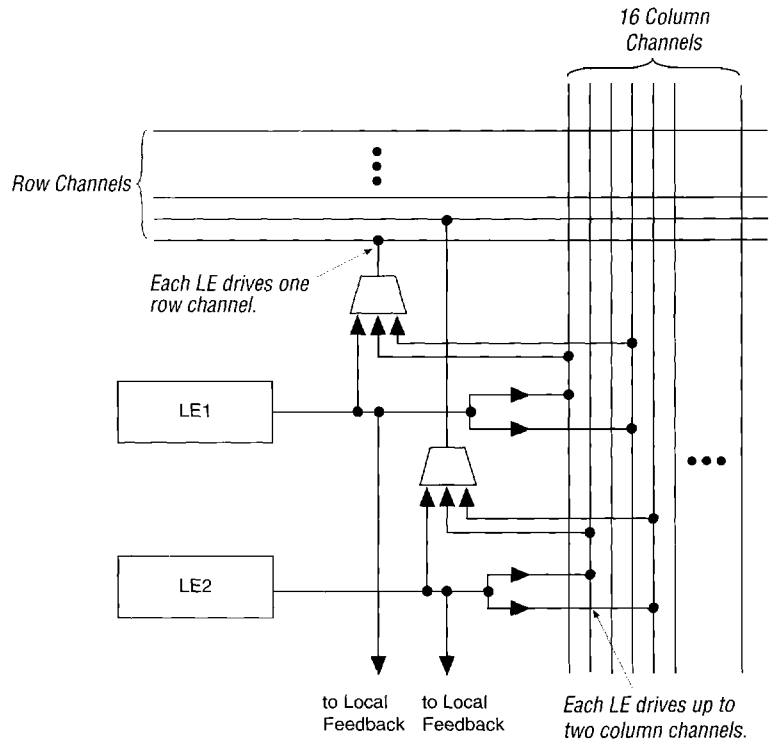 16 Column
Channels
Row Channels
Each LE drives one
row channel.
LE1
LE2
to Local
Feedback
to Local
Feedback
Each LE drives up to
two column channels.